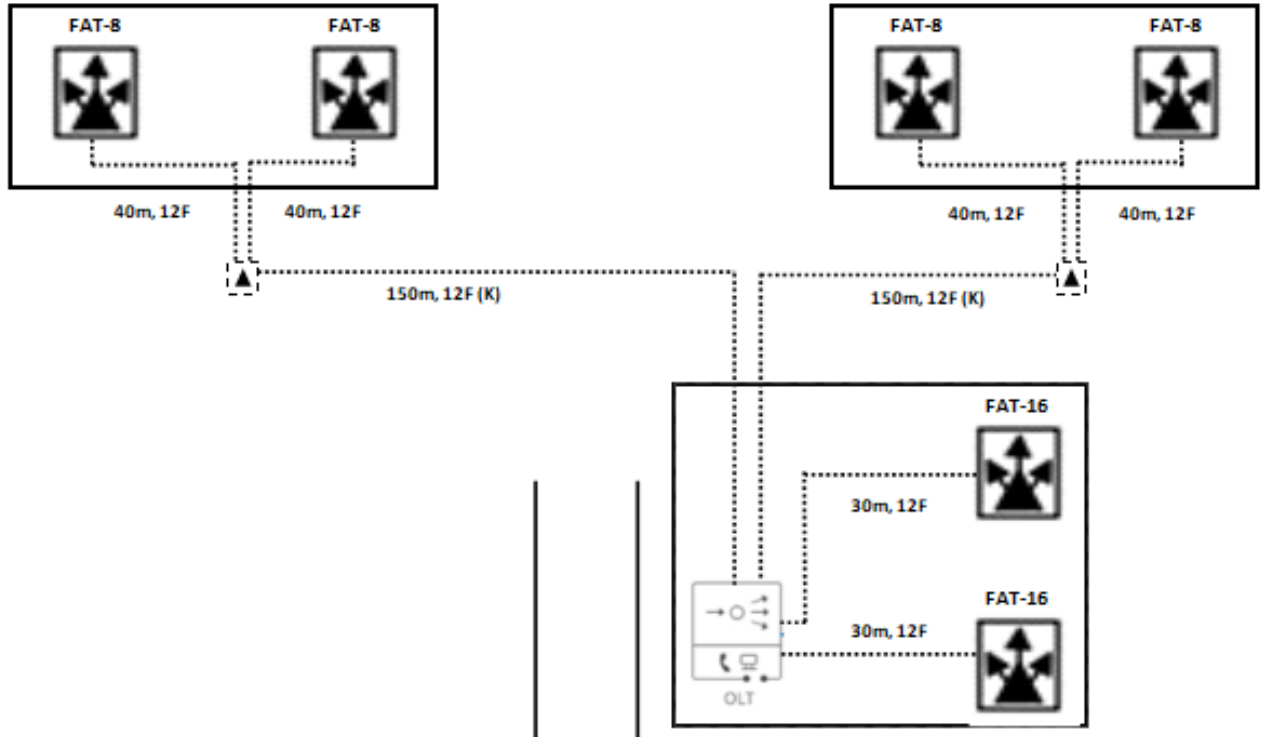 FAT-8
FAT-8
FAT-8
FAT-8
40m, 12F
40m, 12F
40m, 12F
40m, 12F
150m, 12F (K)
150m, 12F (K)
FAT-16
30m, 12F
FAT-16
30m, 12F
OLT